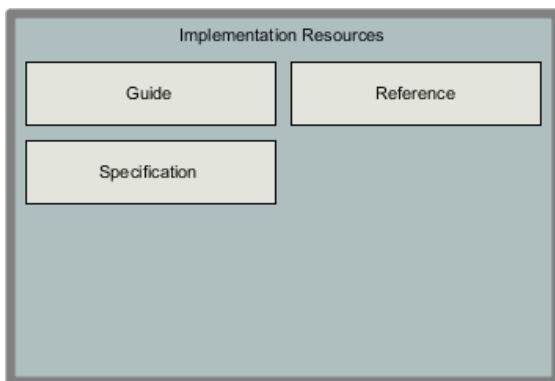 Implementation Resources
Guide
Reference
Specification